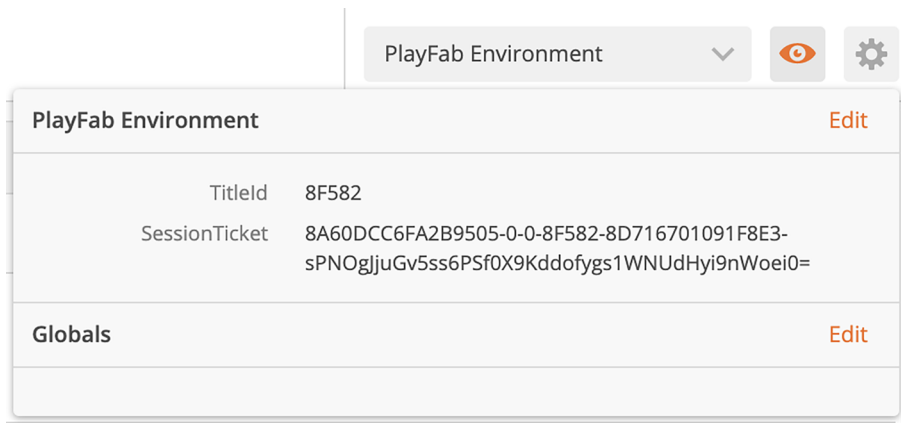 PlayFab Environment
PlayFab Environment Edit
TitleId 8F582
SessionTicket 8A60DCC6FA2B9505-0-0-8F582-8D716701091F8E3-
sPNOgJjuGv5ss6PSf0X9Kddofygs1WNUdHyi9nWoei0=
Globals Edit